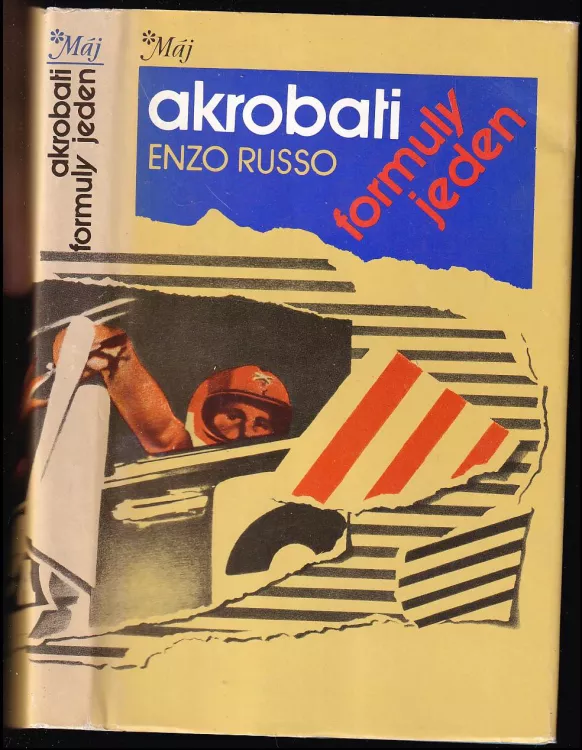 *Máj
akrobati
formuly jeden
*Máj
akrobati
ENZO RUSSO
formuly
jeden